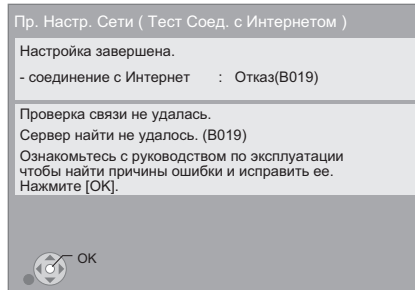 Пр. Настр. Сети ( Тест Соед. с Интернетом )
Настройка завершена.
- соединение с Интернет : Отказ(B019)
Проверка связи не удалась.
Сервер найти не удалось. (B019)
Ознакомьтесь с руководством по эксплуатации
чтобы найти причины ошибки и исправить ее.
Нажмите [OK].
OK